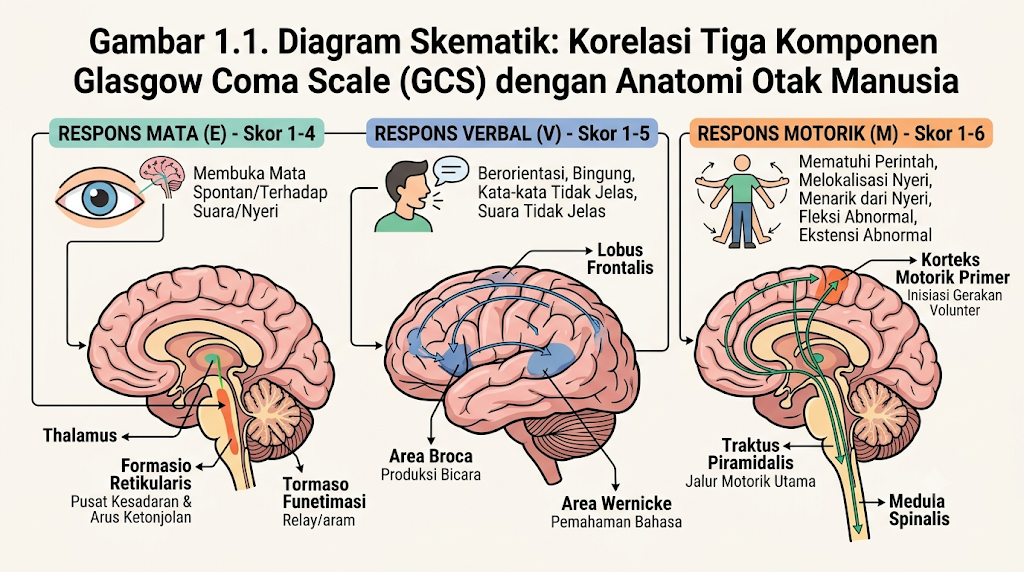 Gambar 1.1. Diagram Skematik: Korelasi Tiga Komponen
Glasgow Coma Scale (GCS) dengan Anatomi Otak Manusia
RESPONS MATA (E) - Skor 1-4
Membuka Mata
Spontan/Terhadap
Suara/Nyeri
Thalamus
Formasio
Retikularis
Pusat Kesadaran &
Arus Ketonjolan
Tormaso
Funetimasi
Relay/aram
RESPONS VERBAL (V) - Skor 1-5
Berorientasi, Bingung,
Kata-kata Tidak Jelas,
Suara Tidak Jelas
Lobus
Frontalis
Area Broca
Produksi Bicara
Area Wernicke
Pemahaman Bahasa
RESPONS MOTORIK (M) - Skor 1-6
Mematuhi Perintah,
Melokalisasi Nyeri,
Menarik dari Nyeri,
Fleksi Abnormal,
Ekstensi Abnormal
Korteks
Motorik Primer
Inisiasi Gerakan
Volunter
Traktus
Piramidalis
Jalur Motorik Utama
Medula
Spinalis